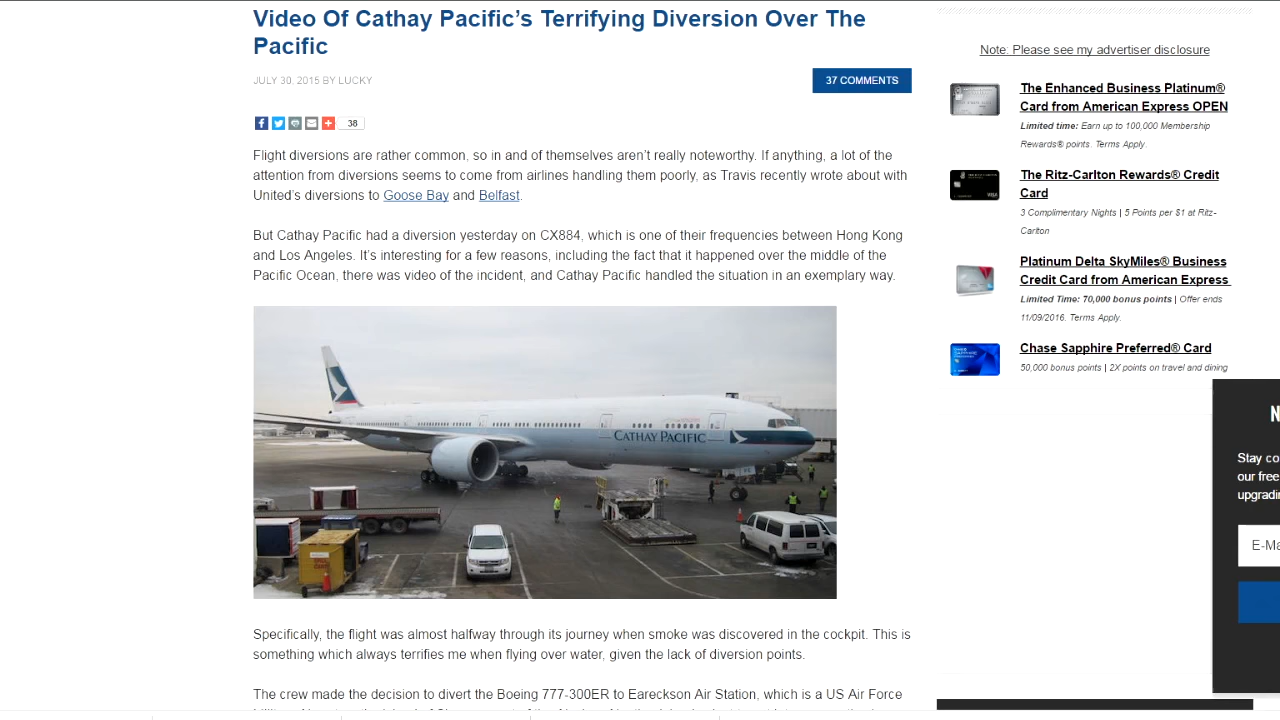 Video Of Cathay Pacific’s Terrifying Diversion Over The
Pacific
JULY 30, 2015 BY LUCKY
37 COMMENTS
38
Flight diversions are rather common, so in and of themselves aren’t really noteworthy. If anything, a lot of the
attention from diversions seems to come from airlines handling them poorly, as Travis recently wrote about with
United’s diversions to Goose Bay and Belfast.
But Cathay Pacific had a diversion yesterday on CX884, which is one of their frequencies between Hong Kong
and Los Angeles. It’s interesting for a few reasons, including the fact that it happened over the middle of the
Pacific Ocean, there was video of the incident, and Cathay Pacific handled the situation in an exemplary way.
CATHAY PACIFIC
Specifically, the flight was almost halfway through its journey when smoke was discovered in the cockpit. This is
something which always terrifies me when flying over water, given the lack of diversion points.
The crew made the decision to divert the Boeing 777-300ER to Eareckson Air Station, which is a US Air Force
Note: Please see my advertiser disclosure
The Enhanced Business Platinum®
Card from American Express OPEN
Limited time: Earn up to 100,000 Membership
Rewards® points. Terms Apply.
The Ritz-Carlton Rewards® Credit
Card
3 Complimentary Nights | 5 Points per $1 at Ritz-
Carlton
Platinum Delta SkyMiles® Business
Credit Card from American Express
Limited Time: 70,000 bonus points | Offer ends
11/09/2016. Terms Apply.
Chase Sapphire Preferred® Card
50,000 bonus points | 2X points on travel and dining
N
Stay co
our free
upgradi
E-Ma